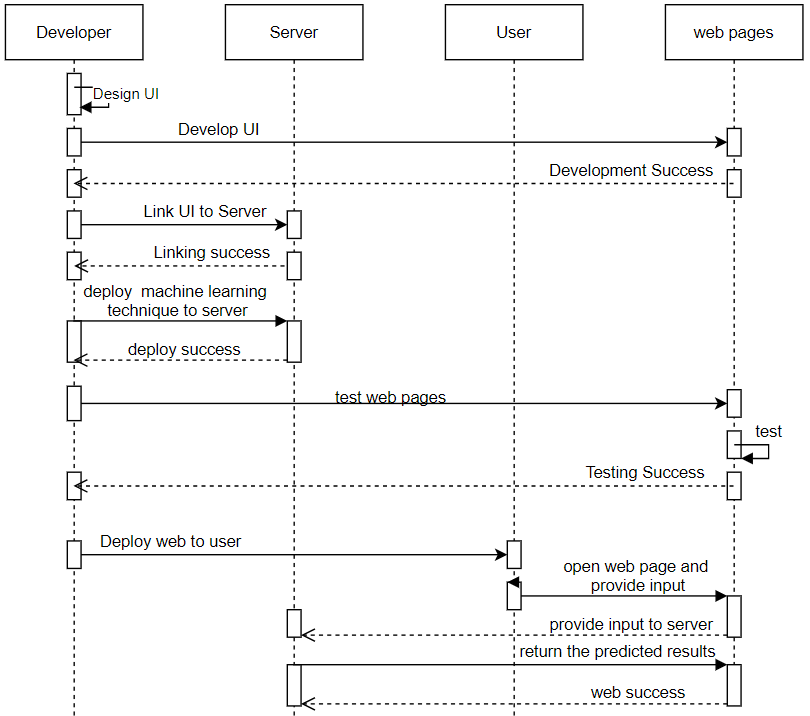 Developer
Server
User
web pages
Design UI
Develop UI
Development Success
Link UI to Server
Linking success
deploy machine learning
technique to server
deploy success
test web pages
test
Testing Success
Deploy web to user
open web page and
provide input
provide input to server
return the predicted results
web success